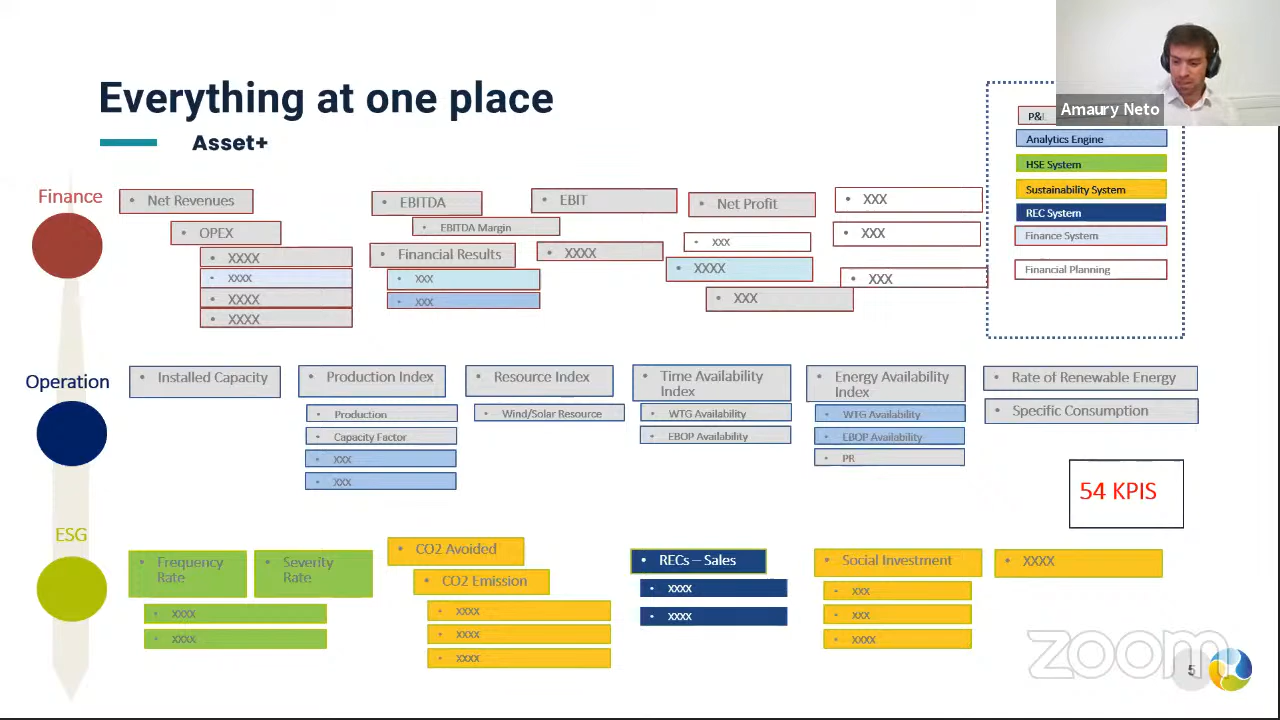 Everything at one place
Asset+
Amaury Neto
P&L
Analytics Engine
HSE System
Sustainability System
REC System
Finance System
Financial Planning
Finance
• Net Revenues
• OPEX
• XXXX
• XXXX
• XXXX
• XXXX
• EBITDA
• EBITDA Margin
• Financial Results
• XXX
• XXX
• EBIT
• XXXX
• Net Profit
• XXX
• XXXX
• XXX
• XXX
• XXX
• XXX
Operation
• Installed Capacity
• Production Index
• Production
• Capacity Factor
• XXX
• XXX
• Resource Index
• Wind/Solar Resource
• Time Availability
Index
• WTG Availability
• EBOP Availability
• Energy Availability
Index
• WTG Availability
• EBOP Availability
• PR
• Rate of Renewable Energy
• Specific Consumption
54 KPIS
ESG
• Frequency
Rate
• Severity
Rate
• XXXX
• XXXX
• CO2 Avoided
• CO2 Emission
• XXXX
• XXXX
• XXXX
• RECs – Sales
• XXXX
• XXXX
• Social Investment
• XXX
• XXX
• XXXX
• XXXX
zoom
5